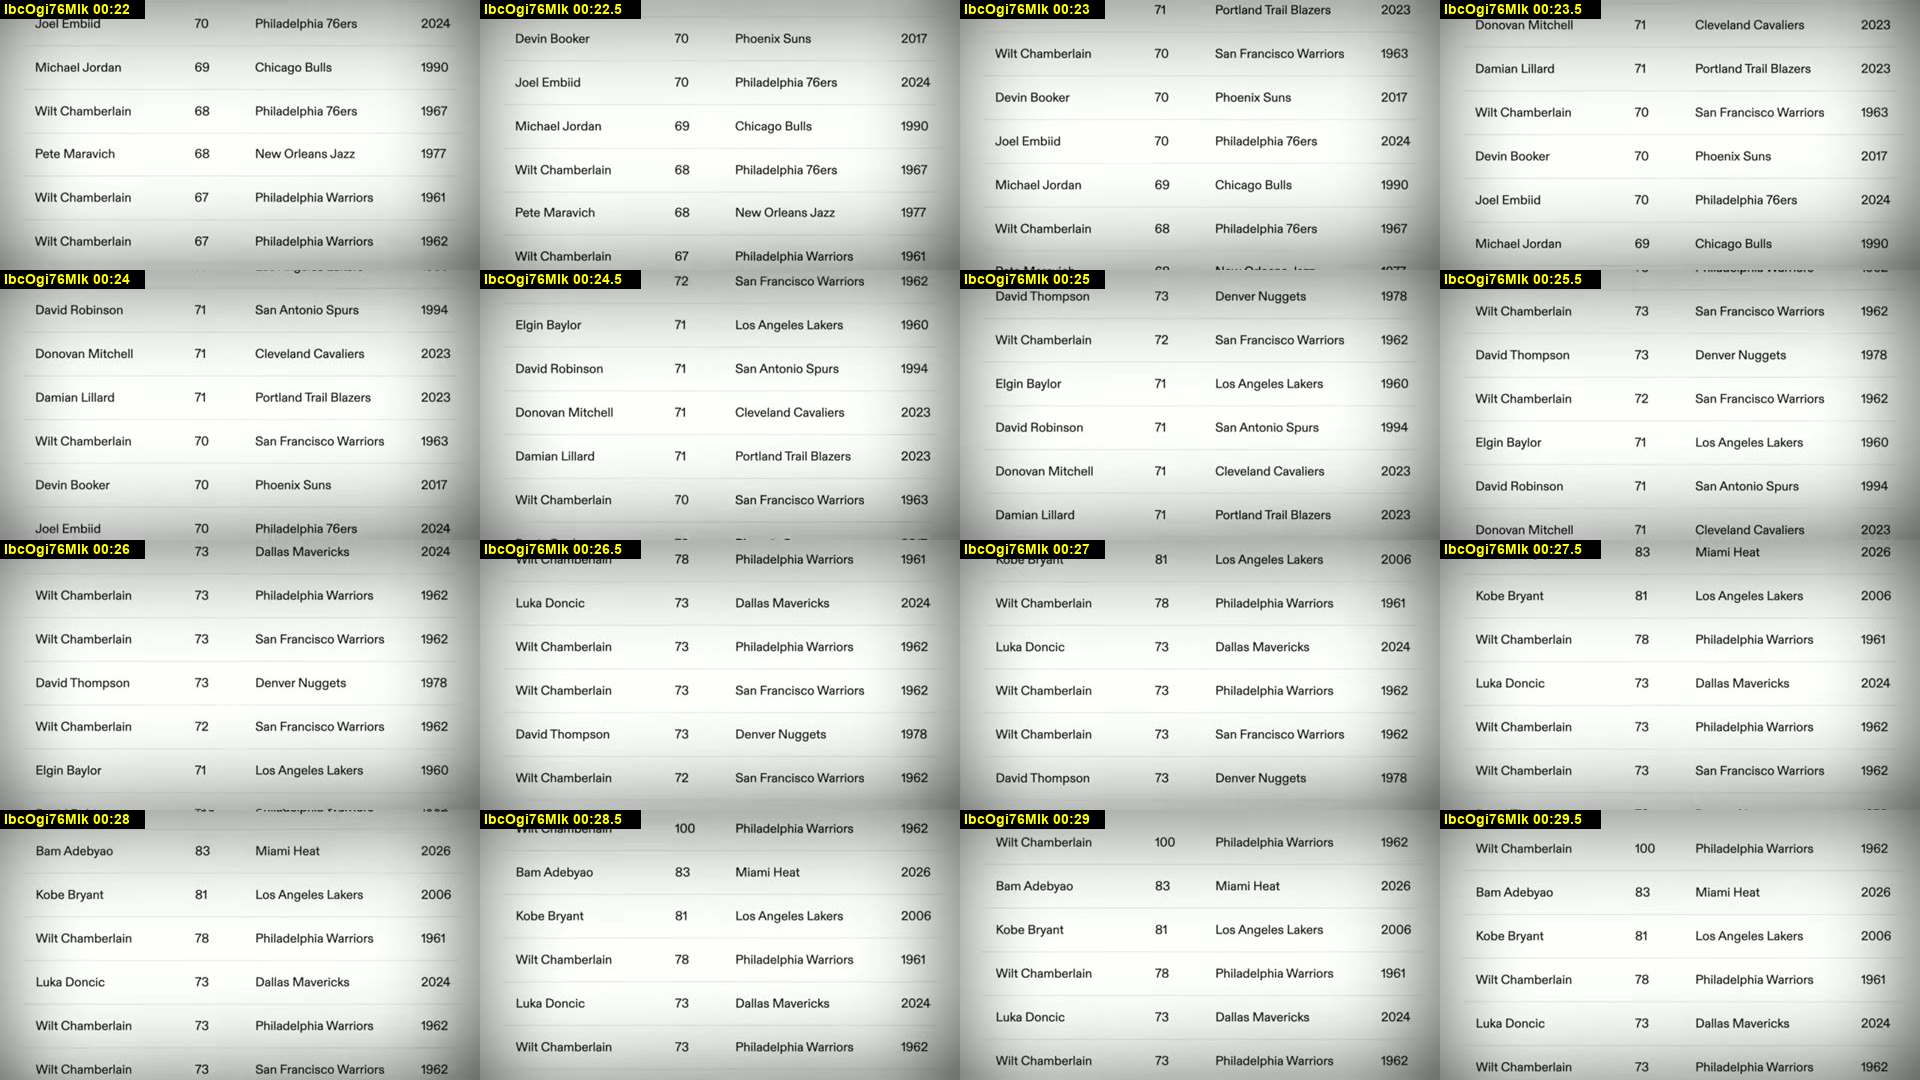 lbcOgi76Mlk 00:22
Joel Embiid 70 Philadelphia 76ers 2024
Michael Jordan 69 Chicago Bulls 1990
Wilt Chamberlain 68 Philadelphia 76ers 1967
Pete Maravich 68 New Orleans Jazz 1977
Wilt Chamberlain 67 Philadelphia Warriors 1961
Wilt Chamberlain 67 Philadelphia Warriors 1962
lbcOgi76Mlk 00:22.5
Devin Booker 70 Phoenix Suns 2017
Joel Embiid 70 Philadelphia 76ers 2024
Michael Jordan 69 Chicago Bulls 1990
Wilt Chamberlain 68 Philadelphia 76ers 1967
Pete Maravich 68 New Orleans Jazz 1977
Wilt Chamberlain 67 Philadelphia Warriors 1961
lbcOgi76Mlk 00:23
71 Portland Trail Blazers 2023
Wilt Chamberlain 70 San Francisco Warriors 1963
Devin Booker 70 Phoenix Suns 2017
Joel Embiid 70 Philadelphia 76ers 2024
Michael Jordan 69 Chicago Bulls 1990
Wilt Chamberlain 68 Philadelphia 76ers 1967
lbcOgi76Mlk 00:23.5
Donovan Mitchell 71 Cleveland Cavaliers 2023
Damian Lillard 71 Portland Trail Blazers 2023
Wilt Chamberlain 70 San Francisco Warriors 1963
Devin Booker 70 Phoenix Suns 2017
Joel Embiid 70 Philadelphia 76ers 2024
Michael Jordan 69 Chicago Bulls 1990
lbcOgi76Mlk 00:24
David Robinson 71 San Antonio Spurs 1994
Donovan Mitchell 71 Cleveland Cavaliers 2023
Damian Lillard 71 Portland Trail Blazers 2023
Wilt Chamberlain 70 San Francisco Warriors 1963
Devin Booker 70 Phoenix Suns 2017
Joel Embiid 70 Philadelphia 76ers 2024
lbcOgi76Mlk 00:24.5
72 San Francisco Warriors 1962
Elgin Baylor 71 Los Angeles Lakers 1960
David Robinson 71 San Antonio Spurs 1994
Donovan Mitchell 71 Cleveland Cavaliers 2023
Damian Lillard 71 Portland Trail Blazers 2023
Wilt Chamberlain 70 San Francisco Warriors 1963
lbcOgi76Mlk 00:25
David Thompson 73 Denver Nuggets 1978
Wilt Chamberlain 72 San Francisco Warriors 1962
Elgin Baylor 71 Los Angeles Lakers 1960
David Robinson 71 San Antonio Spurs 1994
Donovan Mitchell 71 Cleveland Cavaliers 2023
Damian Lillard 71 Portland Trail Blazers 2023
lbcOgi76Mlk 00:25.5
Wilt Chamberlain 73 San Francisco Warriors 1962
David Thompson 73 Denver Nuggets 1978
Wilt Chamberlain 72 San Francisco Warriors 1962
Elgin Baylor 71 Los Angeles Lakers 1960
David Robinson 71 San Antonio Spurs 1994
Donovan Mitchell 71 Cleveland Cavaliers 2023
lbcOgi76Mlk 00:26
73 Dallas Mavericks 2024
Wilt Chamberlain 73 Philadelphia Warriors 1962
Wilt Chamberlain 73 San Francisco Warriors 1962
David Thompson 73 Denver Nuggets 1978
Wilt Chamberlain 72 San Francisco Warriors 1962
Elgin Baylor 71 Los Angeles Lakers 1960
lbcOgi76Mlk 00:26.5
Wilt Chamberlain 78 Philadelphia Warriors 1961
Luka Doncic 73 Dallas Mavericks 2024
Wilt Chamberlain 73 Philadelphia Warriors 1962
Wilt Chamberlain 73 San Francisco Warriors 1962
David Thompson 73 Denver Nuggets 1978
Wilt Chamberlain 72 San Francisco Warriors 1962
lbcOgi76Mlk 00:27
Kobe Bryant 81 Los Angeles Lakers 2006
Wilt Chamberlain 78 Philadelphia Warriors 1961
Luka Doncic 73 Dallas Mavericks 2024
Wilt Chamberlain 73 Philadelphia Warriors 1962
Wilt Chamberlain 73 San Francisco Warriors 1962
David Thompson 73 Denver Nuggets 1978
lbcOgi76Mlk 00:27.5
83 Miami Heat 2026
Kobe Bryant 81 Los Angeles Lakers 2006
Wilt Chamberlain 78 Philadelphia Warriors 1961
Luka Doncic 73 Dallas Mavericks 2024
Wilt Chamberlain 73 Philadelphia Warriors 1962
Wilt Chamberlain 73 San Francisco Warriors 1962
lbcOgi76Mlk 00:28
Bam Adebyao 83 Miami Heat 2026
Kobe Bryant 81 Los Angeles Lakers 2006
Wilt Chamberlain 78 Philadelphia Warriors 1961
Luka Doncic 73 Dallas Mavericks 2024
Wilt Chamberlain 73 Philadelphia Warriors 1962
Wilt Chamberlain 73 San Francisco Warriors 1962
lbcOgi76Mlk 00:28.5
Wilt Chamberlain 100 Philadelphia Warriors 1962
Bam Adebyao 83 Miami Heat 2026
Kobe Bryant 81 Los Angeles Lakers 2006
Wilt Chamberlain 78 Philadelphia Warriors 1961
Luka Doncic 73 Dallas Mavericks 2024
Wilt Chamberlain 73 Philadelphia Warriors 1962
lbcOgi76Mlk 00:29
Wilt Chamberlain 100 Philadelphia Warriors 1962
Bam Adebyao 83 Miami Heat 2026
Kobe Bryant 81 Los Angeles Lakers 2006
Wilt Chamberlain 78 Philadelphia Warriors 1961
Luka Doncic 73 Dallas Mavericks 2024
Wilt Chamberlain 73 Philadelphia Warriors 1962
lbcOgi76Mlk 00:29.5
Wilt Chamberlain 100 Philadelphia Warriors 1962
Bam Adebyao 83 Miami Heat 2026
Kobe Bryant 81 Los Angeles Lakers 2006
Wilt Chamberlain 78 Philadelphia Warriors 1961
Luka Doncic 73 Dallas Mavericks 2024
Wilt Chamberlain 73 Philadelphia Warriors 1962